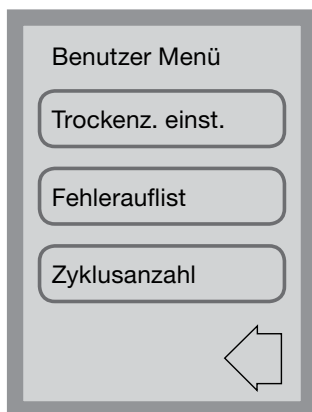 Benutzer Menü
Trockenz. einst.
Fehlerauflist
Zyklusanzahl